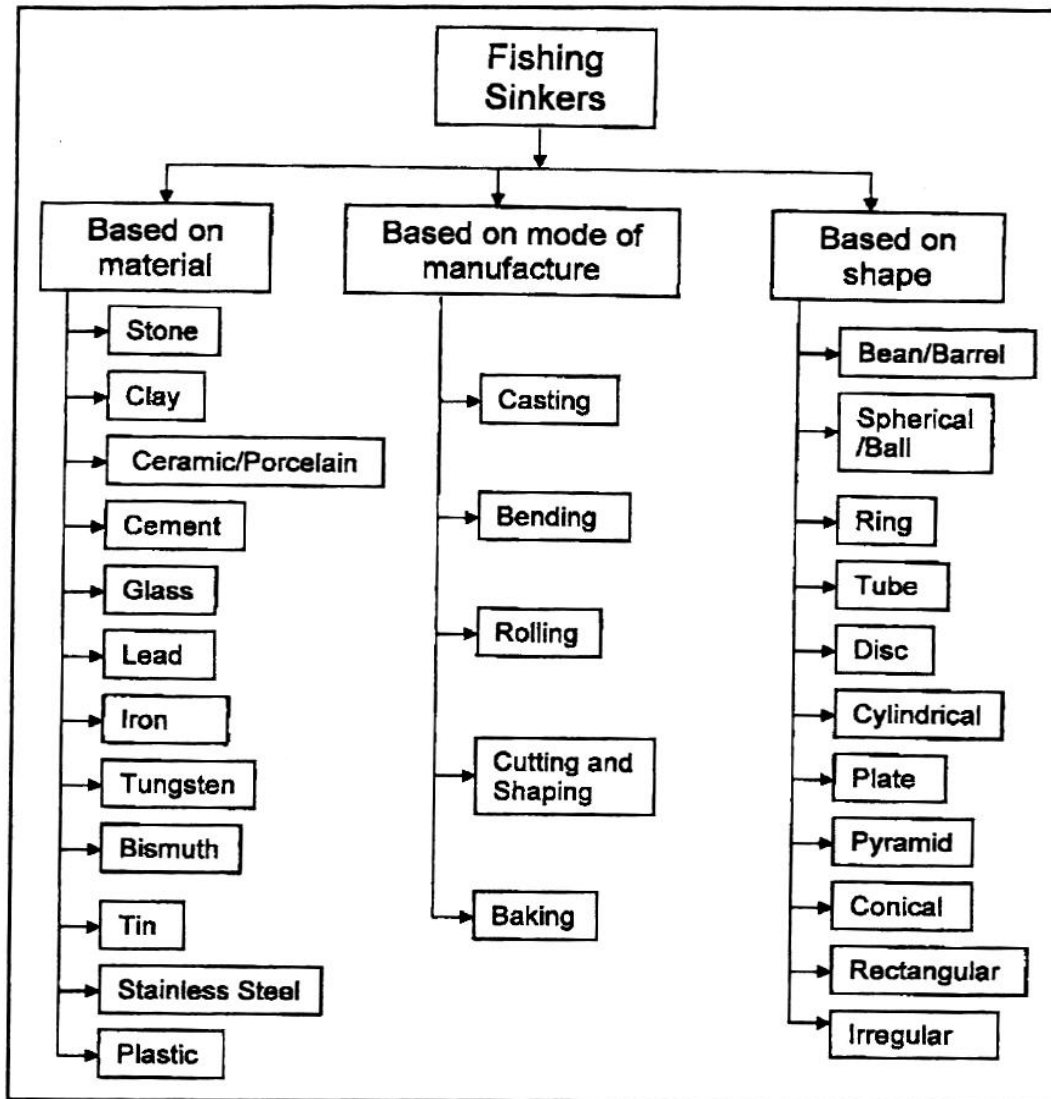 Fishing
Sinkers
Based on
material
Stone
Clay
Ceramic/Porcelain
Cement
Glass
Lead
Iron
Tungsten
Bismuth
Tin
Stainless Steel
Plastic
Based on mode of
manufacture
Casting
Bending
Rolling
Cutting and
Shaping
Baking
Based on
shape
Bean/Barrel
Spherical
/Ball
Ring
Tube
Disc
Cylindrical
Plate
Pyramid
Conical
Rectangular
Irregular